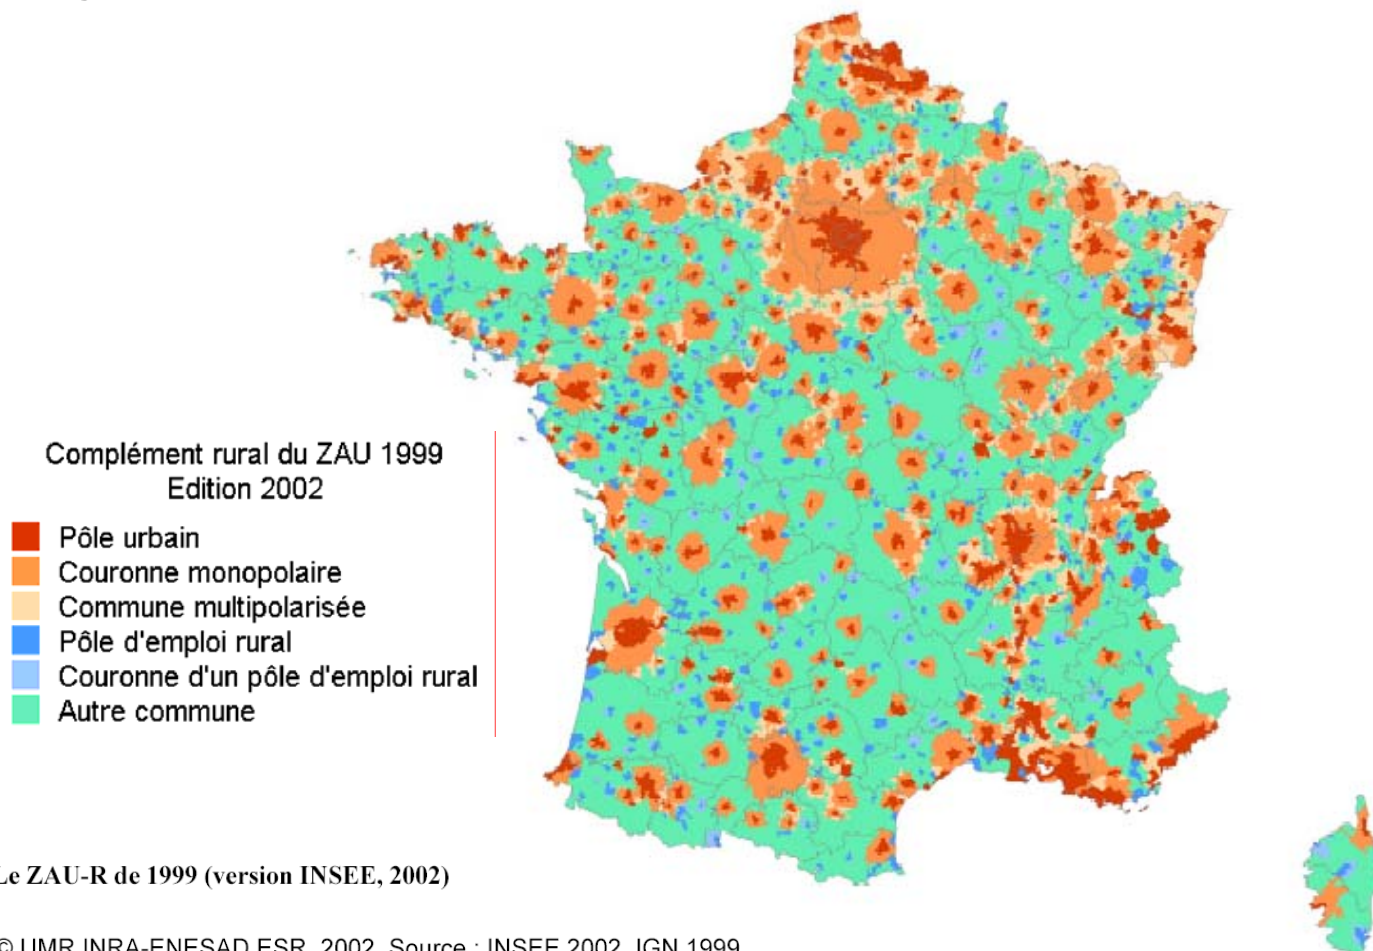 Complément rural du ZAU 1999
Edition 2002
Pôle urbain
Couronne monopolaire
Commune multipolarisée
Pôle d'emploi rural
Couronne d'un pôle d'emploi rural
Autre commune
Le ZAU-R de 1999 (version INSEE, 2002)
© UMR INRA-ENESAD ESR, 2002. Source : INSEE 2002, IGN 1999